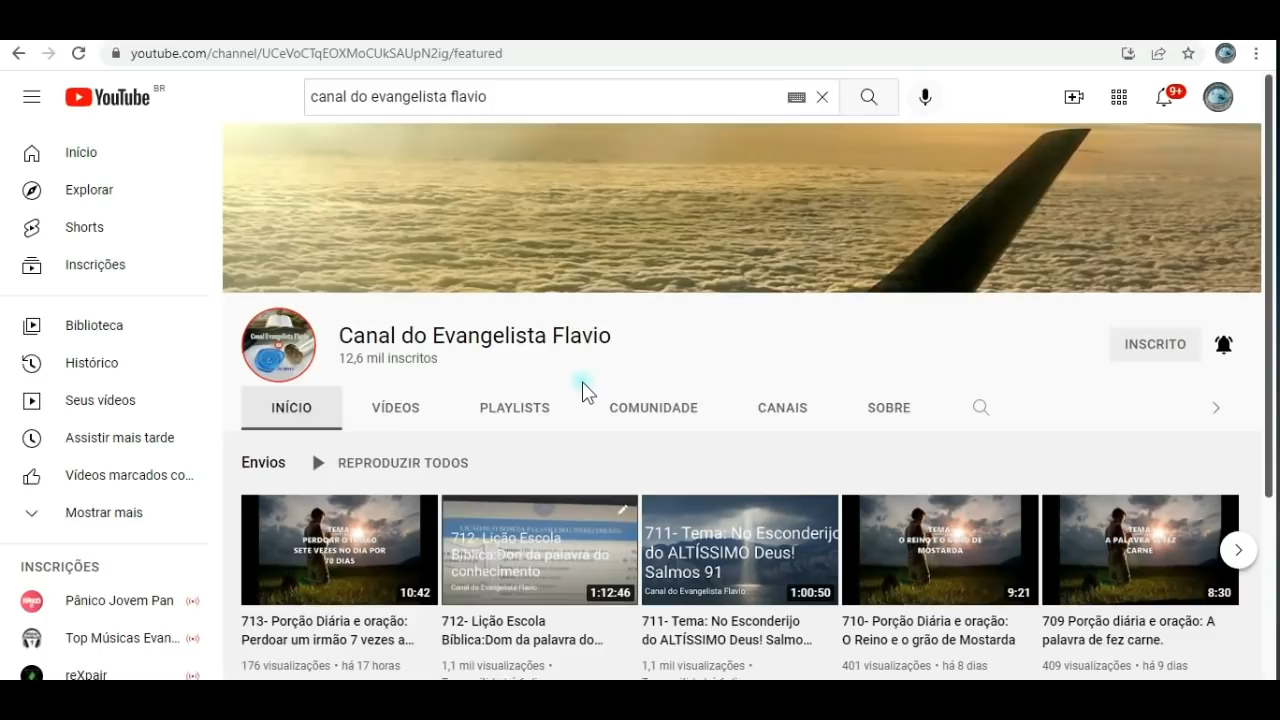 youtube.com/channel/UCeVoCTqEOXMoCUkSAUpN2ig/featured
YouTube BR
canal do evangelista flavio
9+
Início
Explorar
Shorts
Inscrições
Biblioteca
Histórico
Seus vídeos
Assistir mais tarde
Vídeos marcados co...
Mostrar mais
INSCRIÇÕES
Pânico Jovem Pan
Top Músicas Evan...
reXpair
Canal Evangelista Flavio
Canal do Evangelista Flavio
12,6 mil inscritos
INSCRITO
INÍCIO VÍDEOS PLAYLISTS COMUNIDADE CANAIS SOBRE
Envios REPRODUZIR TODOS
TEMA
PERDOAR O IRMÃO
SETE VEZES NO DIA POR
70 DIAS
10:42
713- Porção Diária e oração:
Perdoar um irmão 7 vezes a...
176 visualizações • há 17 horas
712- Lição Escola
Bíblica:Dom da palavra do
conhecimento
Canal do Evangelista Flavio
1:12:46
712- Lição Escola
Bíblica:Dom da palavra do...
1,1 mil visualizações •
711- Tema: No Esconderijo
do ALTÍSSIMO Deus!
Salmos 91
Canal do Evangelista Flavio
1:00:50
711- Tema: No Esconderijo
do ALTÍSSIMO Deus! Salmo...
1,1 mil visualizações •
TEMA
O REINO E O GRÃO DE
MOSTARDA
9:21
710- Porção Diária e oração:
O Reino e o grão de Mostarda
401 visualizações • há 8 dias
TEMA
A PALAVRA SE FEZ
CARNE
8:30
709 Porção diária e oração: A
palavra de fez carne.
409 visualizações • há 9 dias